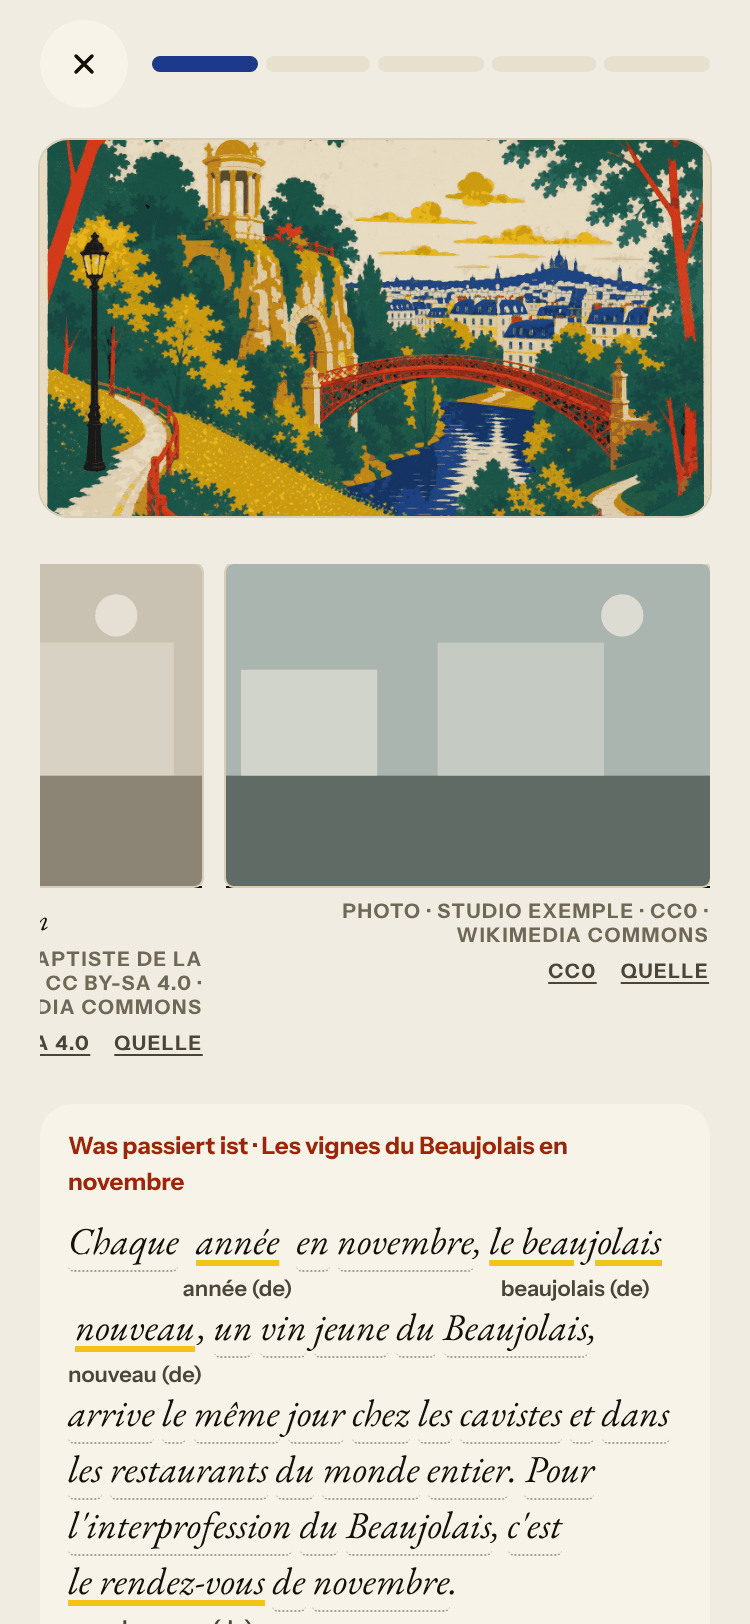 n
APTISTE DE LA
CC BY-SA 4.0 ·
DIA COMMONS
A 4.0 QUELLE
PHOTO · STUDIO EXEMPLE · CC0 ·
WIKIMEDIA COMMONS
CC0 QUELLE
Was passiert ist · Les vignes du Beaujolais en
novembre
Chaque année en novembre, le beaujolais
année (de) beaujolais (de)
nouveau, un vin jeune du Beaujolais,
nouveau (de)
arrive le même jour chez les cavistes et dans
les restaurants du monde entier. Pour
l'interprofession du Beaujolais, c'est
le rendez-vous de novembre.